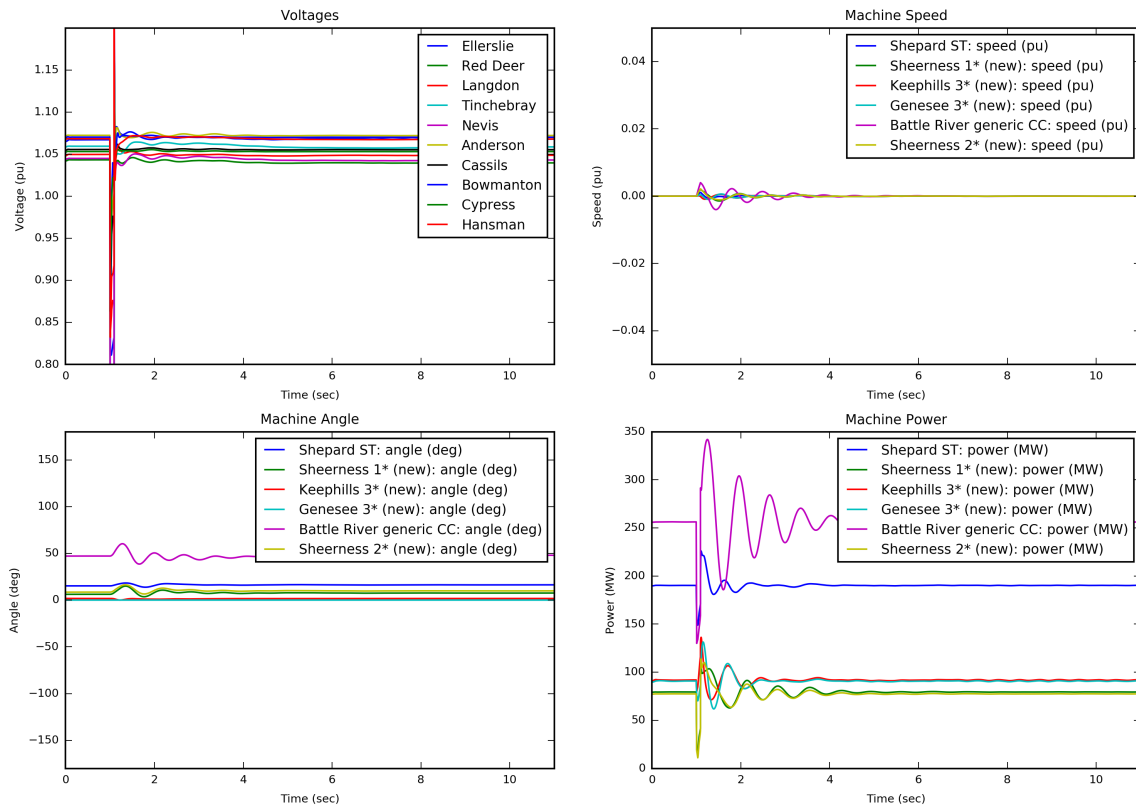 Voltages
1.15
1.10
1.05
1.00
0.95
0.90
0.85
0.80
Voltage (pu)
0 2 4 6 8 10
Time (sec)
Ellerslie
Red Deer
Langdon
Tinchebray
Nevis
Anderson
Cassils
Bowmanton
Cypress
Hansman
Machine Speed
0.04
0.02
0.00
−0.02
−0.04
Speed (pu)
0 2 4 6 8 10
Time (sec)
Shepard ST: speed (pu)
Sheerness 1* (new): speed (pu)
Keephills 3* (new): speed (pu)
Genesee 3* (new): speed (pu)
Battle River generic CC: speed (pu)
Sheerness 2* (new): speed (pu)
Machine Angle
150
100
50
0
−50
−100
−150
Angle (deg)
0 2 4 6 8 10
Time (sec)
Shepard ST: angle (deg)
Sheerness 1* (new): angle (deg)
Keephills 3* (new): angle (deg)
Genesee 3* (new): angle (deg)
Battle River generic CC: angle (deg)
Sheerness 2* (new): angle (deg)
Machine Power
350
300
250
200
150
100
50
0
Power (MW)
0 2 4 6 8 10
Time (sec)
Shepard ST: power (MW)
Sheerness 1* (new): power (MW)
Keephills 3* (new): power (MW)
Genesee 3* (new): power (MW)
Battle River generic CC: power (MW)
Sheerness 2* (new): power (MW)